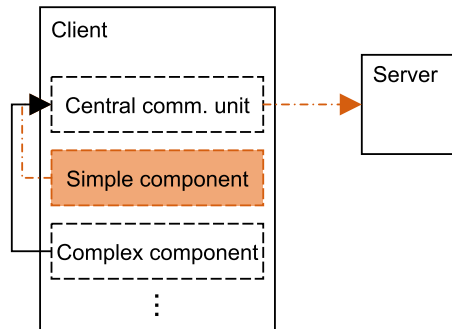 Client
Server
Central comm. unit
Simple component
Complex component
⋮